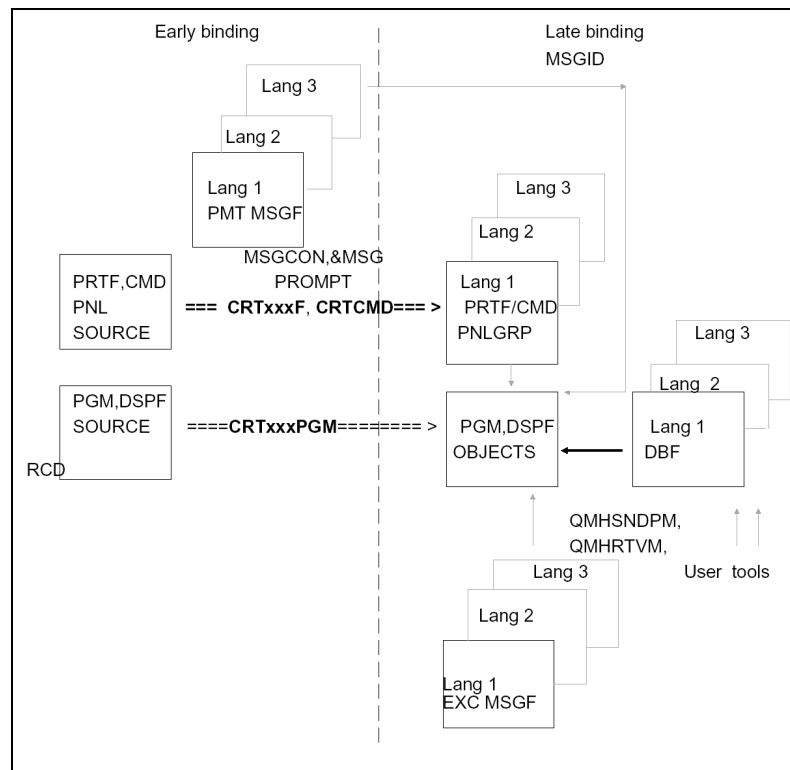 Early binding
Late binding
MSGID
Lang 3
Lang 2
Lang 1
PMT MSGF
Lang 3
Lang 2
Lang 1
PRTF/CMD
PNLGRP
MSGCON,&MSG
PROMPT
PRTF,CMD
PNL
SOURCE
=== CRTxxxF, CRTCMD=== >
PGM,DSPF
SOURCE
RCD
====CRTxxxPGM======== >
PGM,DSPF
OBJECTS
Lang 3
Lang 2
Lang 1
DBF
QMHSNDPM,
QMHRTVM,
User tools
Lang 3
Lang 2
Lang 1
EXC MSGF